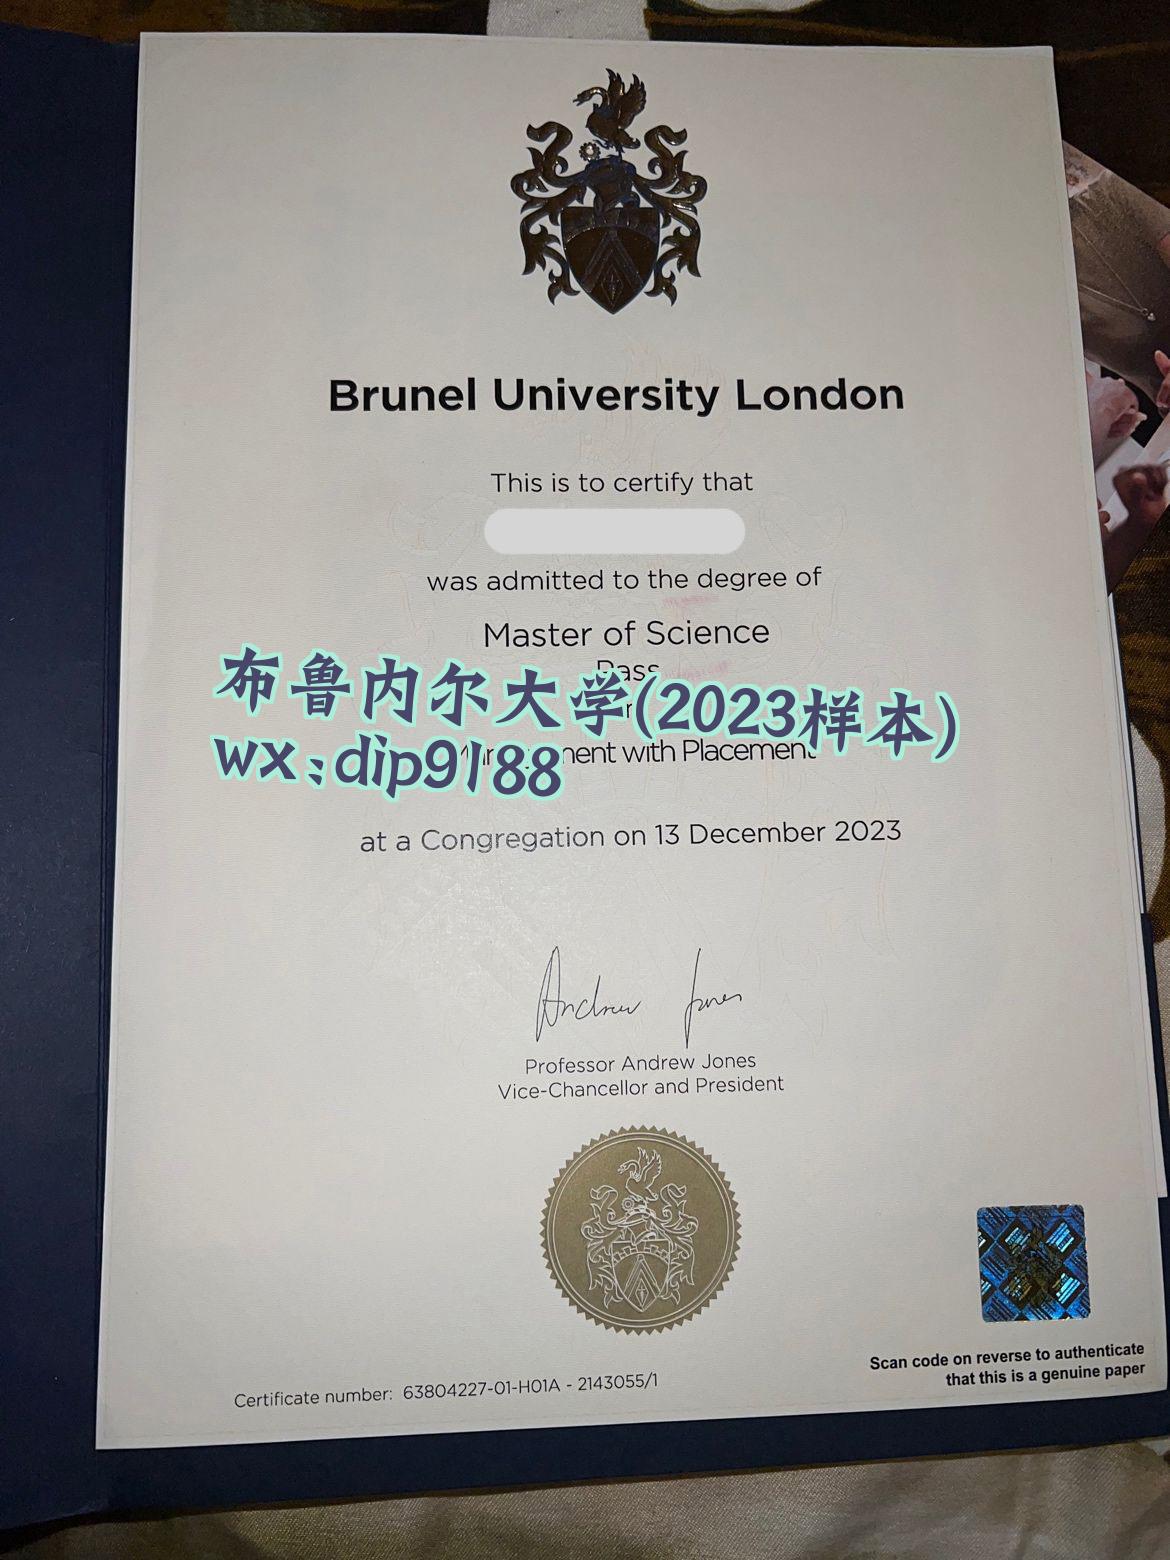 Brunel University London
This is to certify that
was admitted to the degree of
Master of Science
Pass
布鲁内尔大学(2023样本)
with Placement
wx:dip9188
at a Congregation on 13 December 2023
Andrew Jones
Professor Andrew Jones
Vice-Chancellor and President
Scan code on reverse to authenticate
that this is a genuine paper
Certificate number: 63804227-01-H01A - 2143055/1